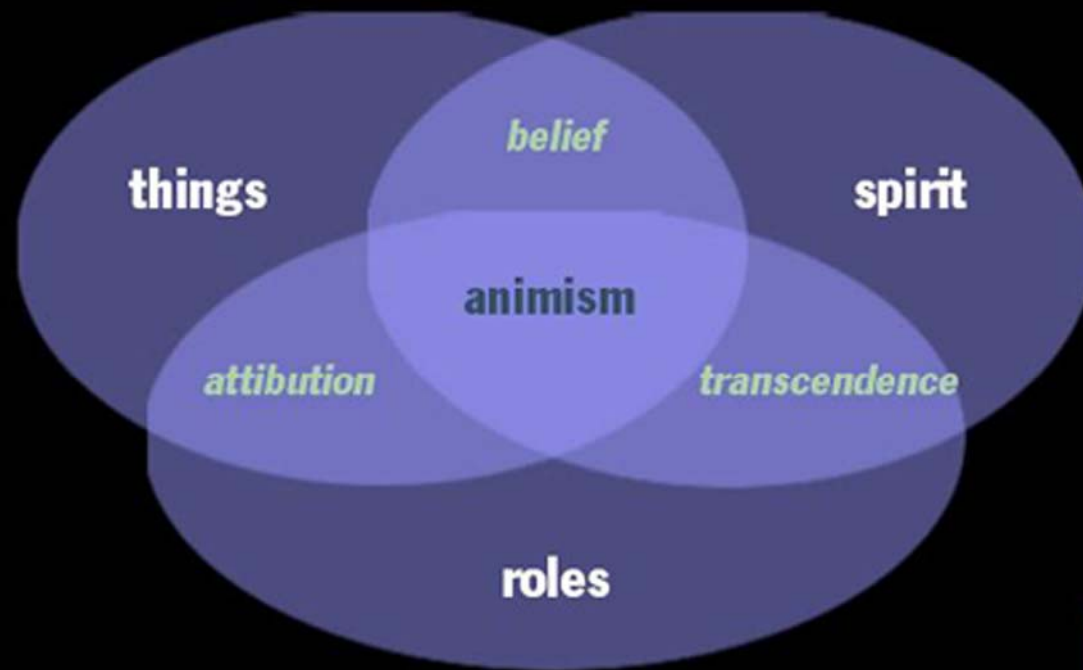 belief
things
spirit
animism
attibution
transcendence
roles